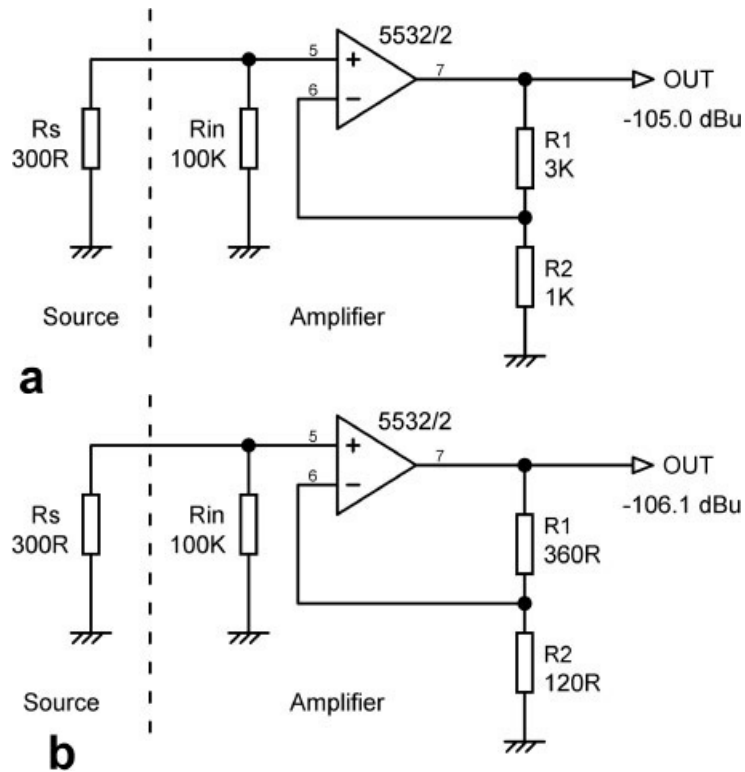 5532/2
5
+
6
−
7
OUT
-105.0 dBu
Rs
300R
Rin
100K
R1
3K
R2
1K
Source
Amplifier
a
5532/2
5
+
6
−
7
OUT
-106.1 dBu
Rs
300R
Rin
100K
R1
360R
R2
120R
Source
Amplifier
b